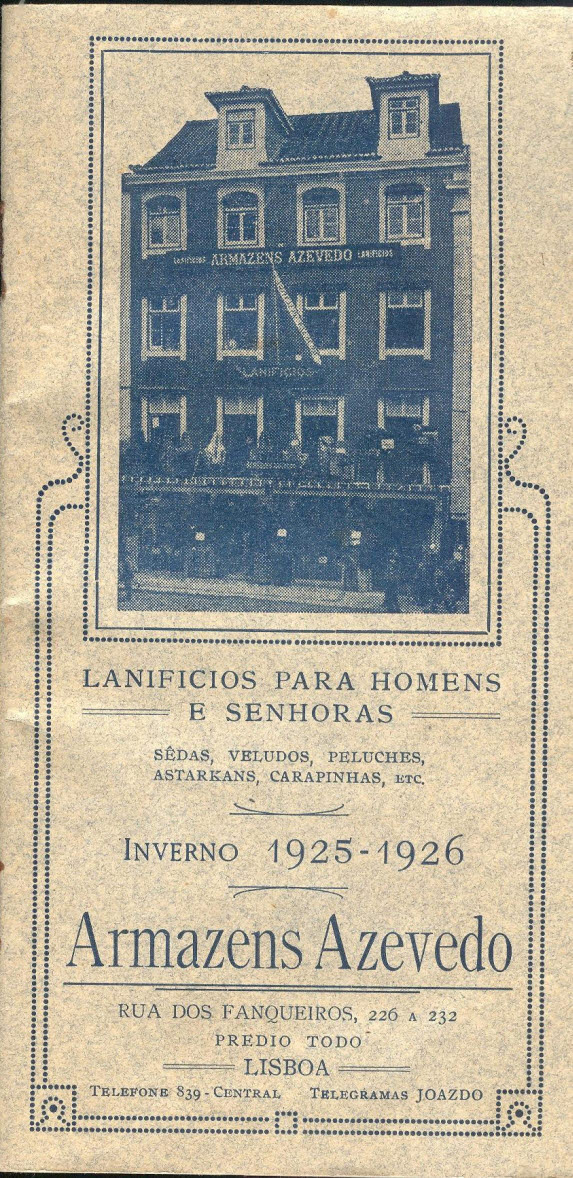 LANIFICIOS ARMAZENS AZEVEDO LANIFICIOS
LANIFICIOS
LANIFICIOS PARA HOMENS
E SENHORAS
SÊDAS, VELUDOS, PELUCHES,
ASTARKANS, CARAPINHAS, ETC.
INVERNO 1925-1926
Armazens Azevedo
RUA DOS FANQUEIROS, 226 A 232
PREDIO TODO
LISBOA
TELEFONE 839-CENTRAL TELEGRAMAS JOAZDO